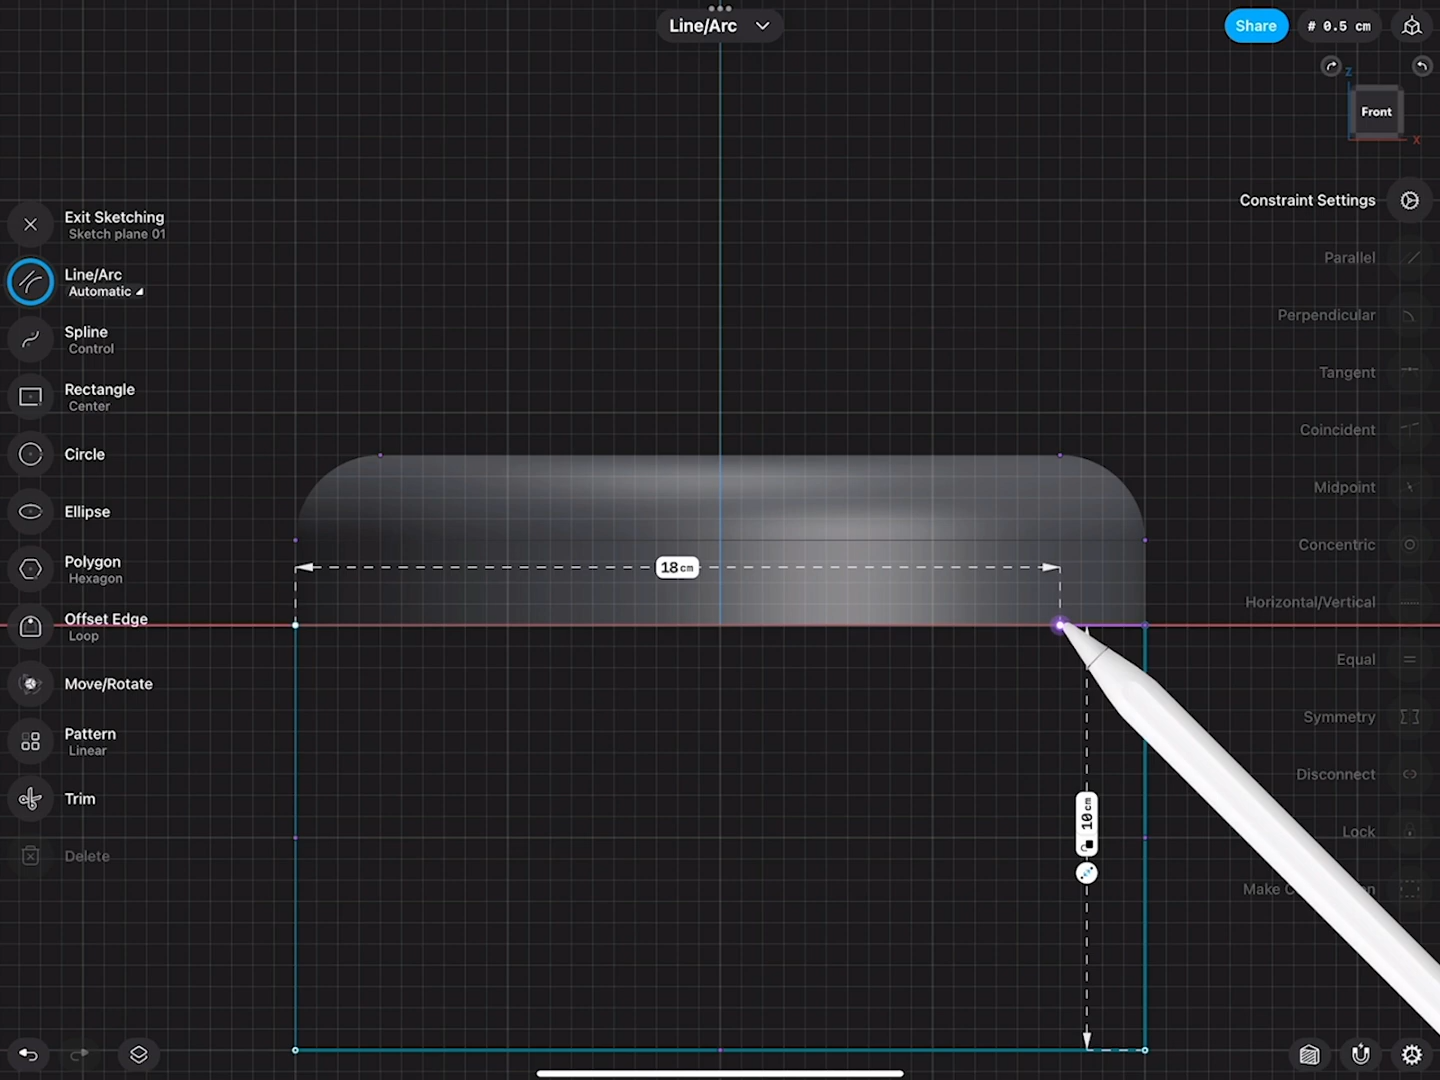 Line/Arc
Share
# 0.5 cm
Z
Front
X
Constraint Settings
Exit Sketching
Sketch plane 01
Parallel
Line/Arc
Automatic
Perpendicular
Spline
Control
Tangent
Rectangle
Center
Coincident
Circle
Midpoint
Ellipse
Concentric
Polygon
Hexagon
18 cm
Horizontal/Vertical
Offset Edge
Loop
Equal
Move/Rotate
Symmetry
Pattern
Linear
Disconnect
Trim
10 cm
Lock
Delete
Make